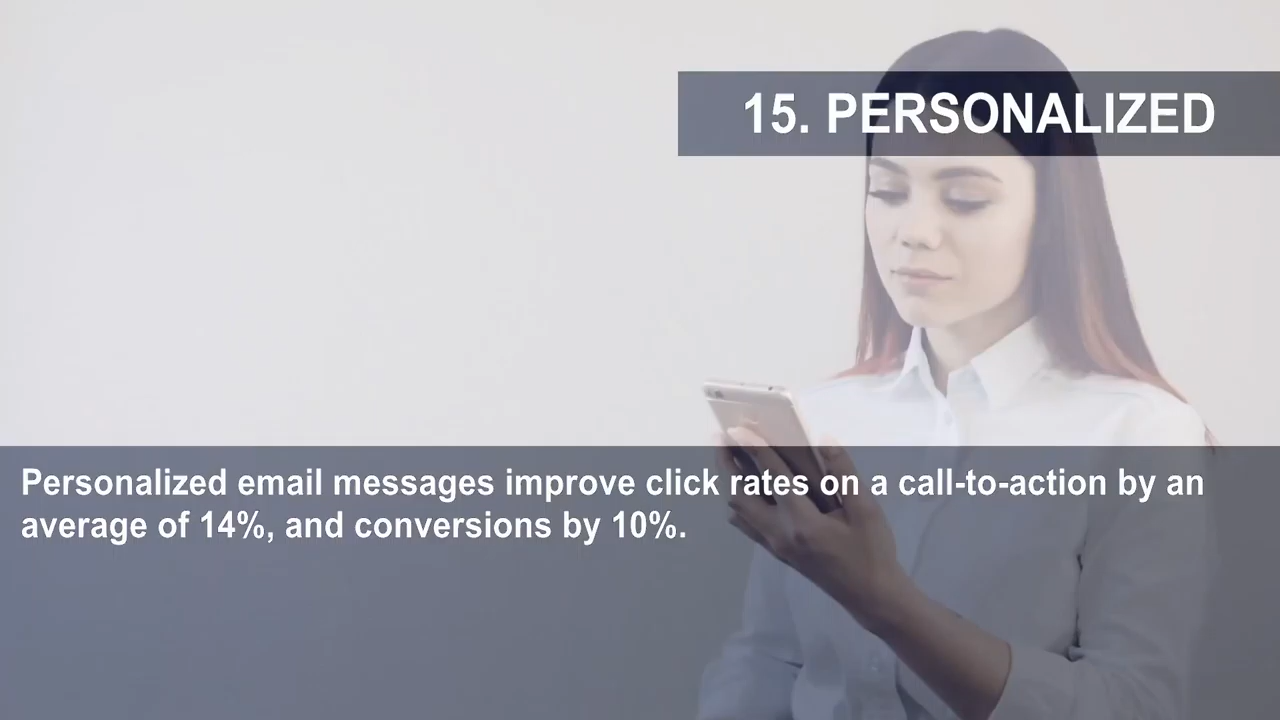 15. PERSONALIZED
Personalized email messages improve click rates on a call-to-action by an
average of 14%, and conversions by 10%.